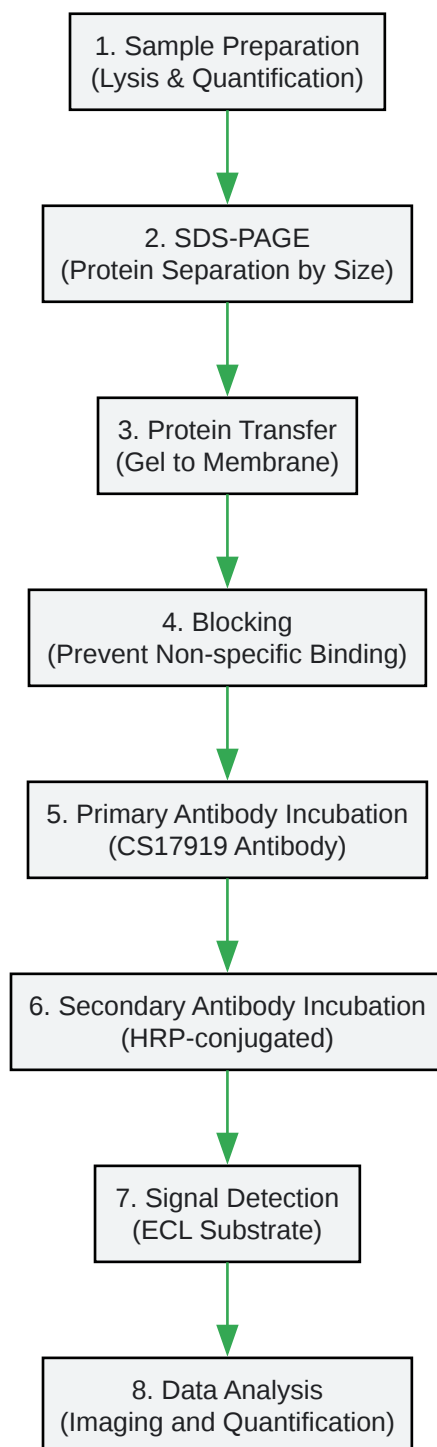 1. Sample Preparation
(Lysis & Quantification)
2. SDS-PAGE
(Protein Separation by Size)
3. Protein Transfer
(Gel to Membrane)
4. Blocking
(Prevent Non-specific Binding)
5. Primary Antibody Incubation
(CS17919 Antibody)
6. Secondary Antibody Incubation
(HRP-conjugated)
7. Signal Detection
(ECL Substrate)
8. Data Analysis
(Imaging and Quantification)